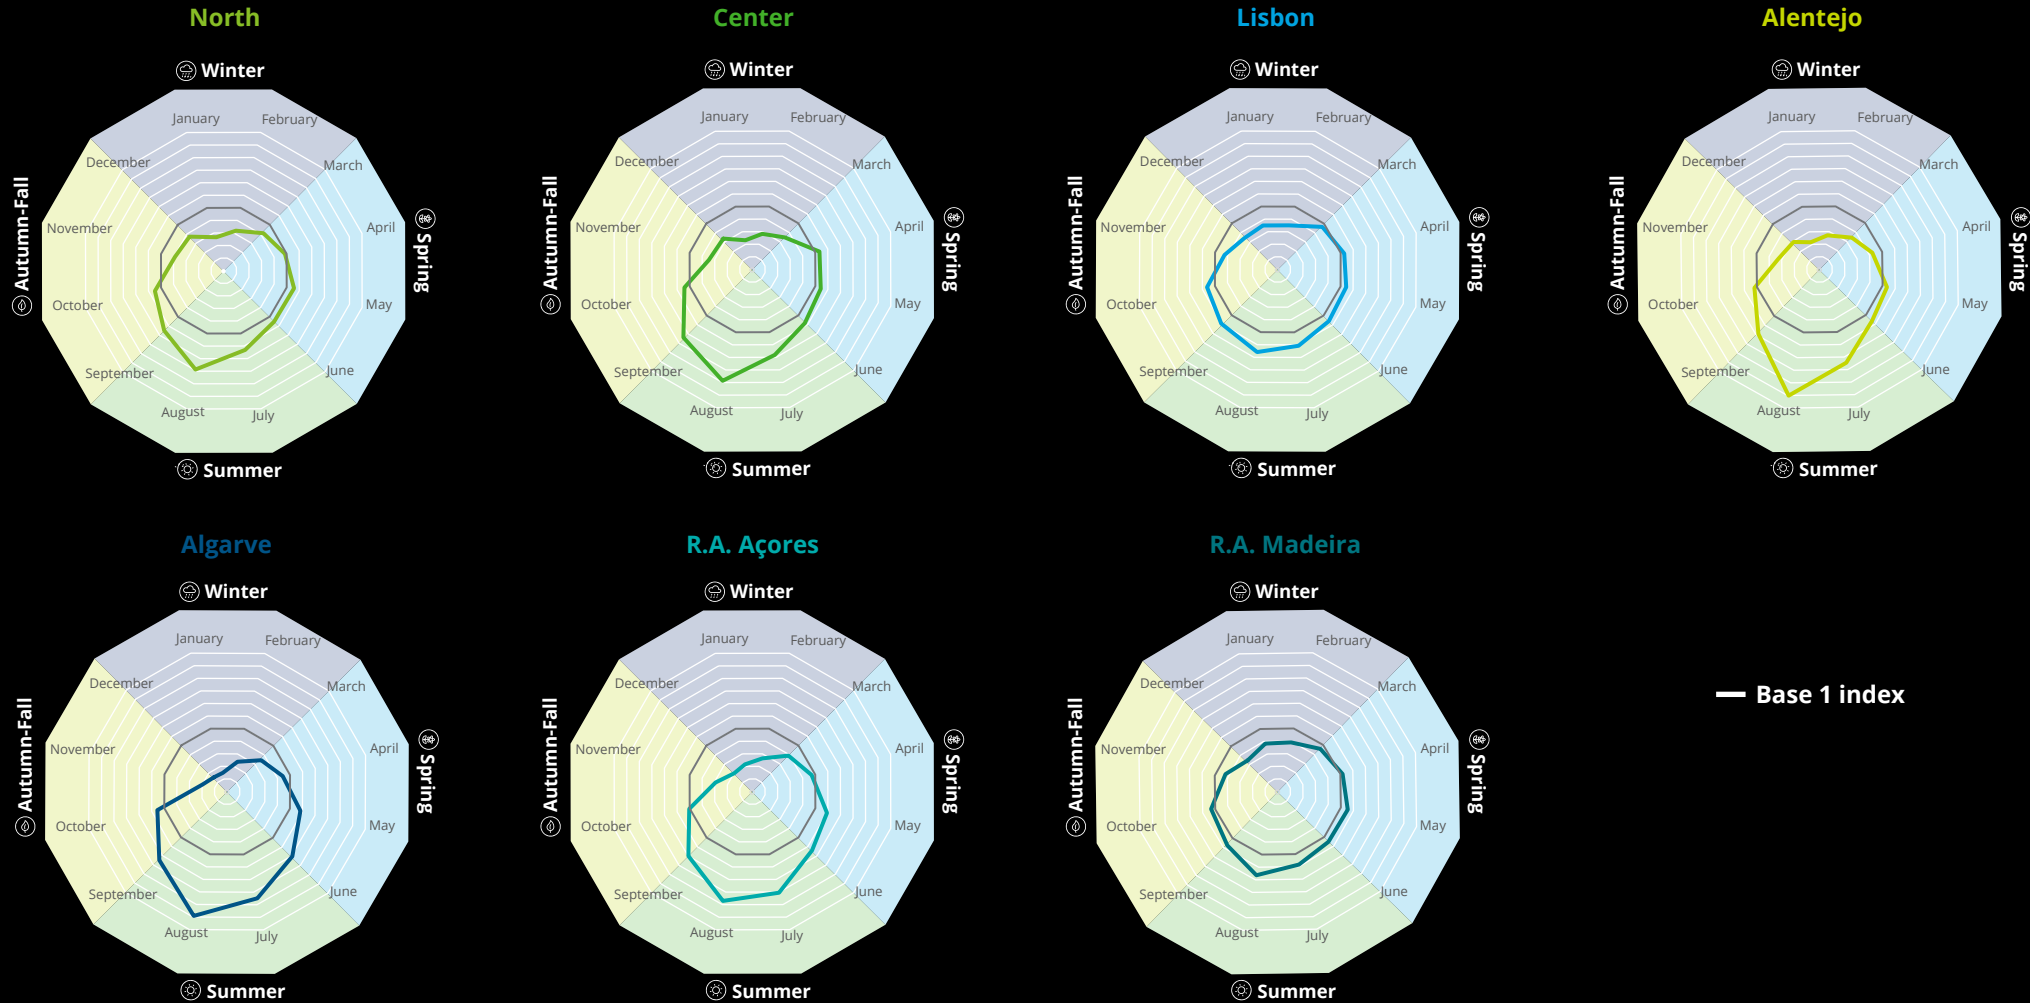 North
Winter
January
February
December
March
Autumn-Fall
November
April
Spring
October
May
September
June
August
July
Summer
Center
Winter
January
February
December
March
Autumn-Fall
November
April
Spring
October
May
September
June
August
July
Summer
Lisbon
Winter
January
February
December
March
Autumn-Fall
November
April
Spring
October
May
September
June
August
July
Summer
Alentejo
Winter
January
February
December
March
Autumn-Fall
November
April
Spring
October
May
September
June
August
July
Summer
Algarve
Winter
January
February
December
March
Autumn-Fall
November
April
Spring
October
May
September
June
August
July
Summer
R.A. Açores
Winter
January
February
December
March
Autumn-Fall
November
April
Spring
October
May
September
June
August
July
Summer
R.A. Madeira
Winter
January
February
December
March
Autumn-Fall
November
April
Spring
October
May
September
June
August
July
Summer
Base 1 index